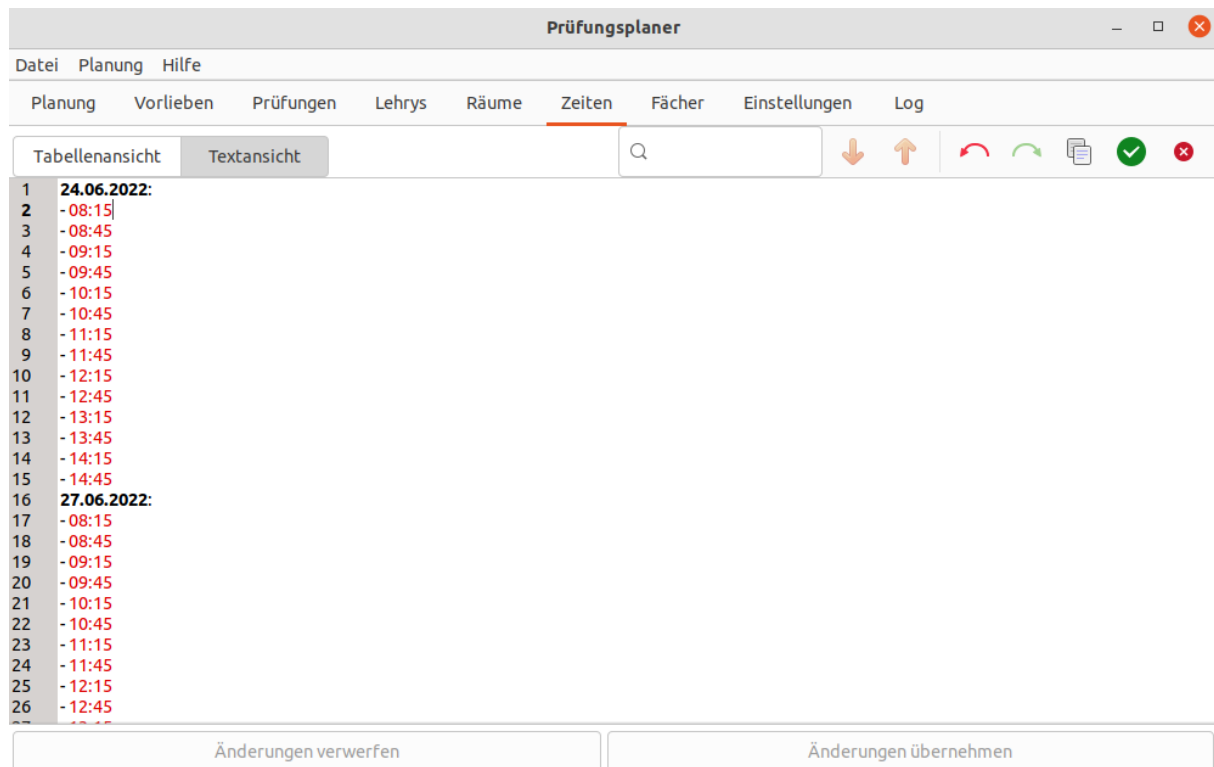 Prüfungsplaner
Datei Planung Hilfe
Planung Vorlieben Prüfungen Lehrys Räume Zeiten Fächer Einstellungen Log
Tabellenansicht Textansicht
1 24.06.2022:
2 - 08:15
3 - 08:45
4 - 09:15
5 - 09:45
6 - 10:15
7 - 10:45
8 - 11:15
9 - 11:45
10 - 12:15
11 - 12:45
12 - 13:15
13 - 13:45
14 - 14:15
15 - 14:45
16 27.06.2022:
17 - 08:15
18 - 08:45
19 - 09:15
20 - 09:45
21 - 10:15
22 - 10:45
23 - 11:15
24 - 11:45
25 - 12:15
26 - 12:45
Änderungen verwerfen Änderungen übernehmen